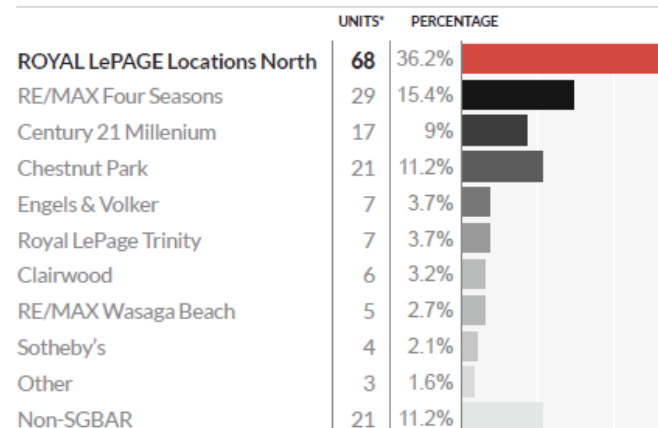 UNITS* PERCENTAGE
ROYAL LePAGE Locations North 68 36.2%
RE/MAX Four Seasons 29 15.4%
Century 21 Millenium 17 9%
Chestnut Park 21 11.2%
Engels & Volker 7 3.7%
Royal LePage Trinity 7 3.7%
Clairwood 6 3.2%
RE/MAX Wasaga Beach 5 2.7%
Sotheby's 4 2.1%
Other 3 1.6%
Non-SGBAR 21 11.2%